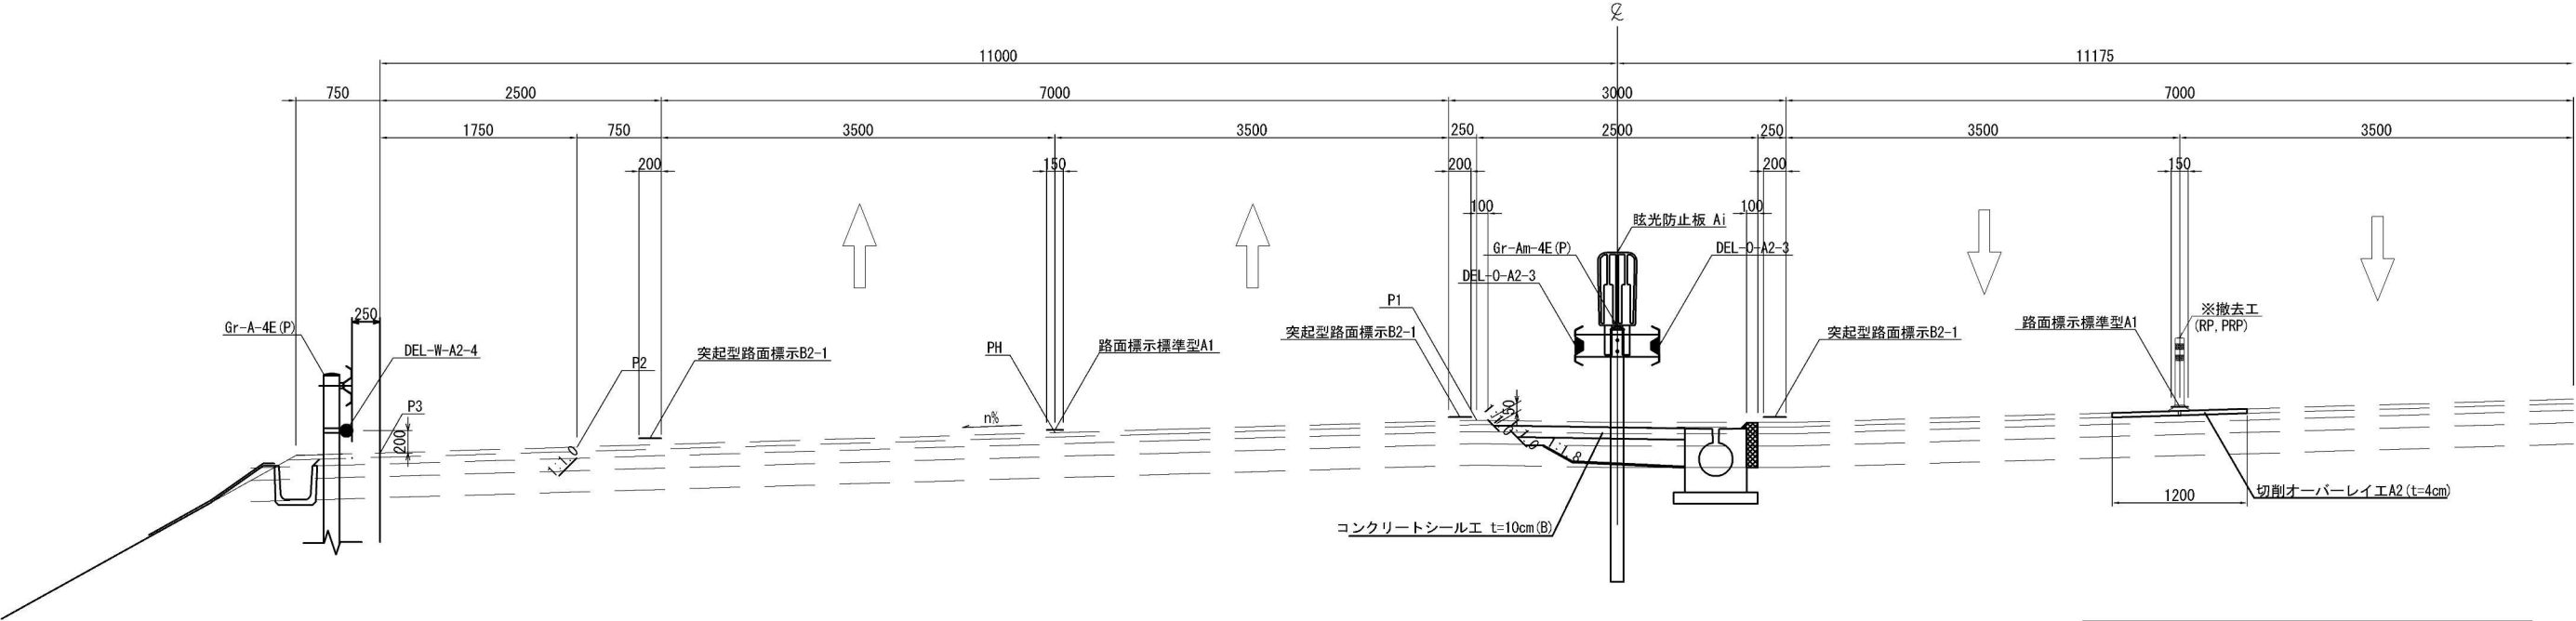 ℄
11000
11175
750
2500
7000
3000
7000
1750
750
3500
3500
250
2500
250
3500
3500
200
150
200
200
150
100
100
眩光防止板 Ai
Gr-Am-4E(P)
DEL-O-A2-3
DEL-O-A2-3
P1
※撤去工
(RP,PRP)
250
Gr-A-4E(P)
突起型路面標示B2-1
突起型路面標示B2-1
路面標示標準型A1
DEL-W-A2-4
突起型路面標示B2-1
PH
路面標示標準型A1
P2
P3
n%
50
200
1:1.0
1:1.0
1:1.8
1200
切削オーバーレイ工A2(t=4cm)
コンクリートシール工 t=10cm(B)